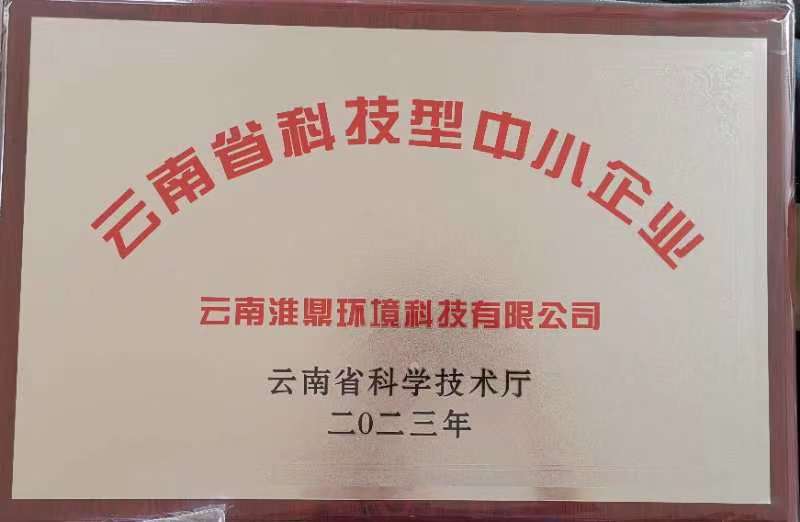 云南省科技型中小企业
云南淮鼎环境科技有限公司
云南省科学技术厅
二0二三年